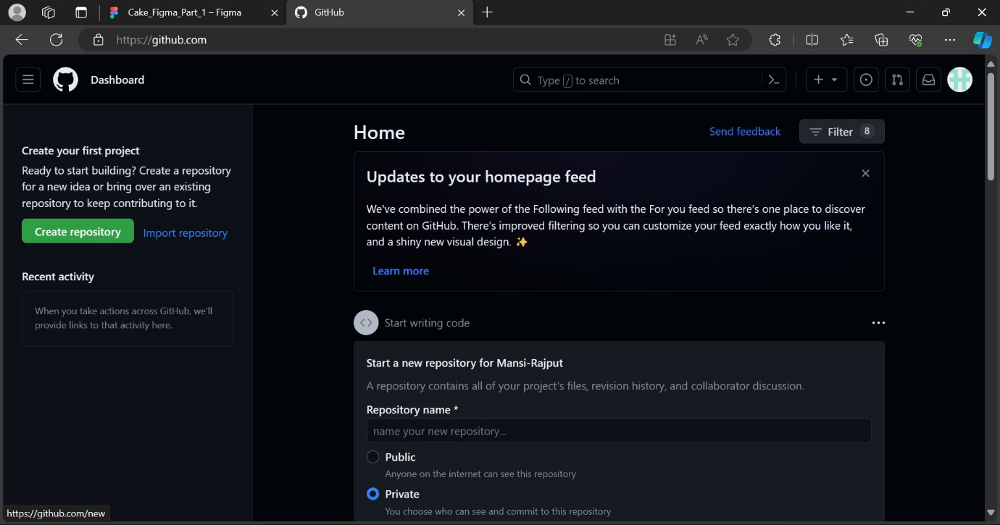 Cake_Figma_Part_1 – Figma
GitHub
https://github.com
Dashboard
Type / to search
Create your first project
Ready to start building? Create a repository
for a new idea or bring over an existing
repository to keep contributing to it.
Create repository
Import repository
Recent activity
When you take actions across GitHub, we'll
provide links to that activity here.
Home
Send feedback
Filter 8
Updates to your homepage feed
We've combined the power of the Following feed with the For you feed so there's one place to discover
content on GitHub. There's improved filtering so you can customize your feed exactly how you like it,
and a shiny new visual design. ✨
Learn more
Start writing code
Start a new repository for Mansi-Rajput
A repository contains all of your project's files, revision history, and collaborator discussion.
Repository name *
name your new repository...
Public
Anyone on the internet can see this repository
Private
You choose who can see and commit to this repository
https://github.com/new